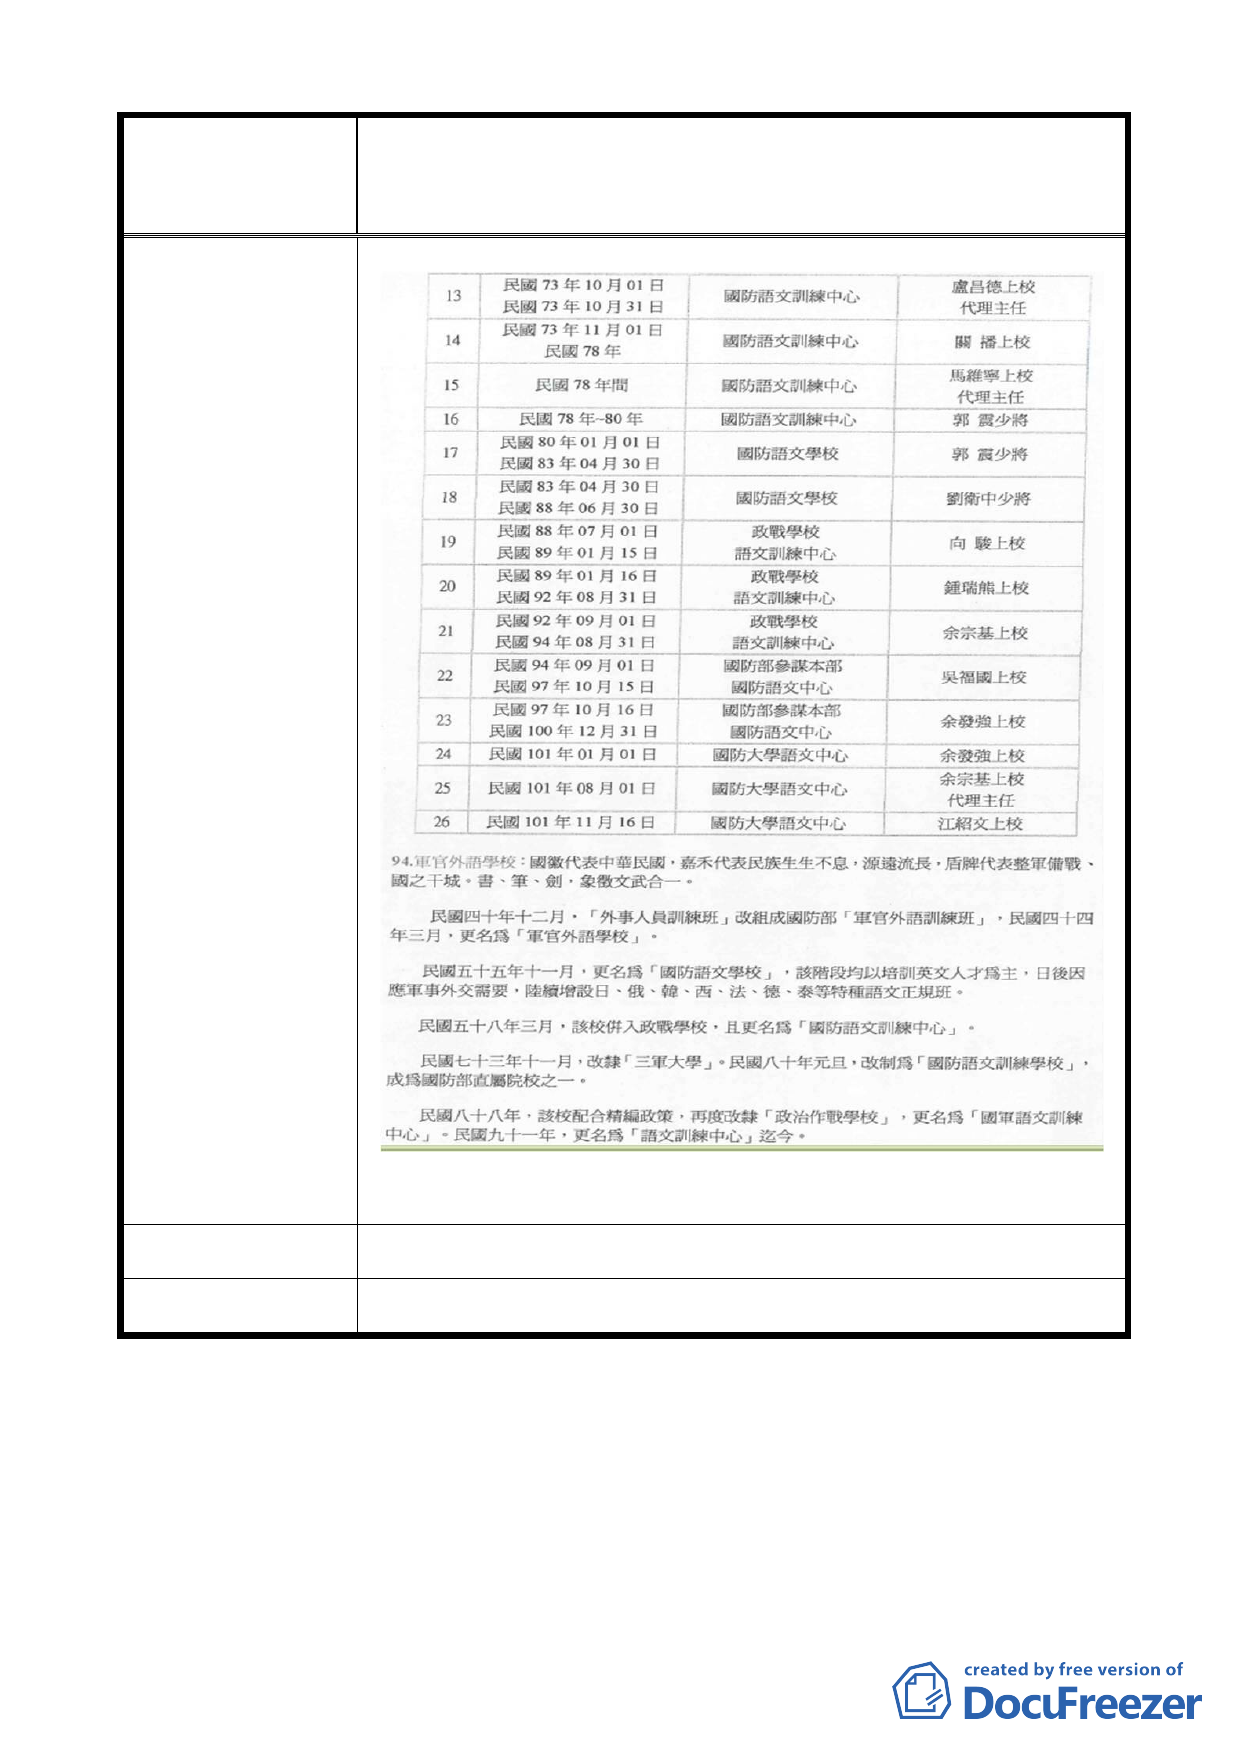 13 民國 73 年 10 月 01 日 國防語文訓練中心 盧昌德上校
民國 73 年 10 月 31 日 代理主任
14 民國 73 年 11 月 01 日 國防語文訓練中心 關 播上校
民國 78 年
15 民國 78 年間 國防語文訓練中心 馬維寧上校
代理主任
16 民國 78 年~80 年 國防語文訓練中心 郭 震少將
17 民國 80 年 01 月 01 日 國防語文學校 郭 震少將
民國 83 年 04 月 30 日
18 民國 83 年 04 月 30 日 國防語文學校 劉衛中少將
民國 88 年 06 月 30 日
19 民國 88 年 07 月 01 日 政戰學校 向 駿上校
民國 89 年 01 月 15 日 語文訓練中心
20 民國 89 年 01 月 16 日 政戰學校 鍾瑞熊上校
民國 92 年 08 月 31 日 語文訓練中心
21 民國 92 年 09 月 01 日 政戰學校 余宗基上校
民國 94 年 08 月 31 日 語文訓練中心
22 民國 94 年 09 月 01 日 國防部參謀本部 吳福國上校
民國 97 年 10 月 15 日 國防語文中心
23 民國 97 年 10 月 16 日 國防部參謀本部 余發強上校
民國 100 年 12 月 31 日 國防語文中心
24 民國 101 年 01 月 01 日 國防大學語文中心 余發強上校
25 民國 101 年 08 月 01 日 國防大學語文中心 余宗基上校
代理主任
26 民國 101 年 11 月 16 日 國防大學語文中心 江紹文上校
94.軍官外語學校：國徽代表中華民國，嘉禾代表民族生生不息，源遠流長，盾牌代表整軍備戰、
國之干城。書、筆、劍，象徵文武合一。
民國四十年十二月，「外事人員訓練班」改組成國防部「軍官外語訓練班」，民國四十四
年三月，更名為「軍官外語學校」。
民國五十五年十一月，更名為「國防語文學校」，該階段均以培訓英文人才為主，日後因
應軍事外交需要，陸續增設日、俄、韓、西、法、德、泰等特種語文正規班。
民國五十八年三月，該校併入政戰學校，且更名為「國防語文訓練中心」。
民國七十三年十一月，改隸「三軍大學」。民國八十年元旦，改制為「國防語文訓練學校」，
成為國防部直屬院校之一。
民國八十八年，該校配合精編政策，再度改隸「政治作戰學校」，更名為「國軍語文訓練
中心」。民國九十一年，更名為「語文訓練中心」迄今。
created by free version of
DocuFreezer